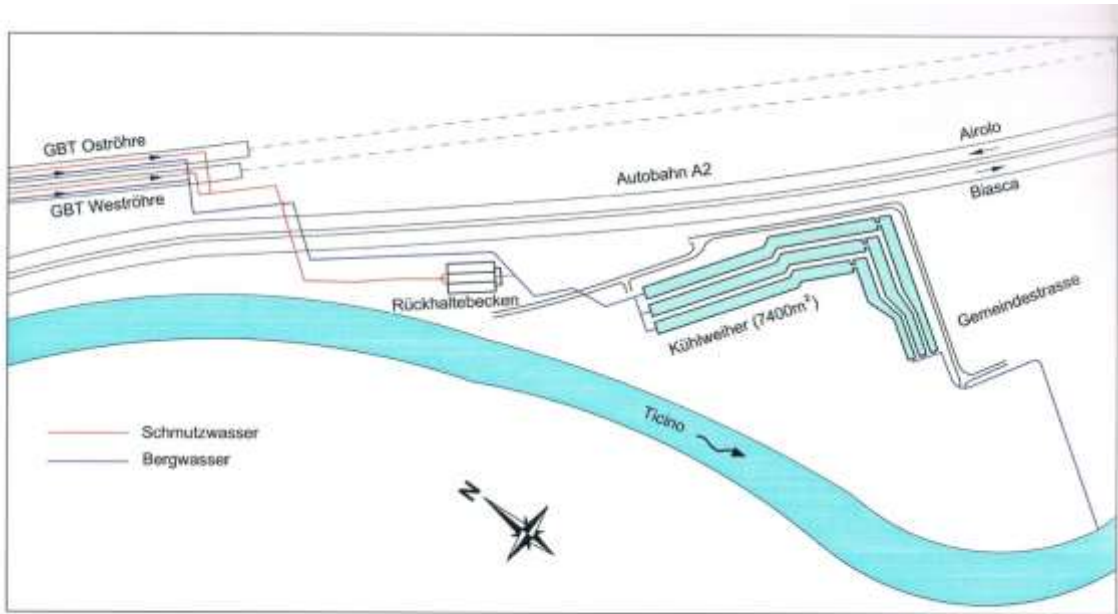 GBT Oströhre
GBT Weströhre
Airolo
Autobahn A2
Biasca
Rückhaltebecken
Kühlweiher (7400m²)
Gemeindestrasse
Ticino
Schmutzwasser
Bergwasser
N